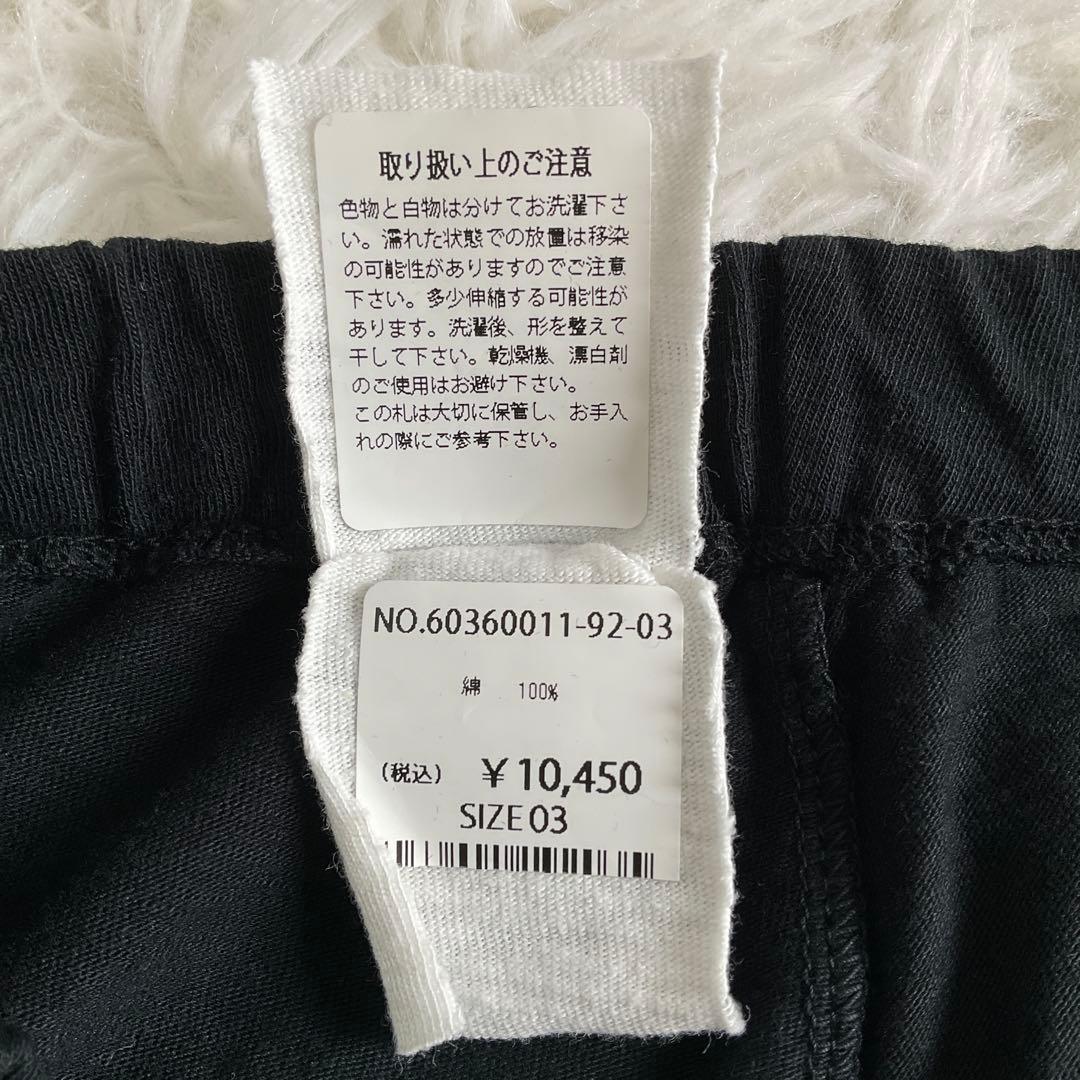 取り扱い上のご注意
色物と白物は分けてお洗濯下さ
い。濡れた状態での放置は移染
の可能性がありますのでご注意
下さい。多少伸縮する可能性が
あります。洗濯後、形を整えて
干して下さい。乾燥機、漂白剤
のご使用はお避け下さい。
この札は大切に保管し、お手入
れの際にご参考下さい。
NO.60360011-92-03
綿 100%
(税込) ¥10,450
SIZE 03